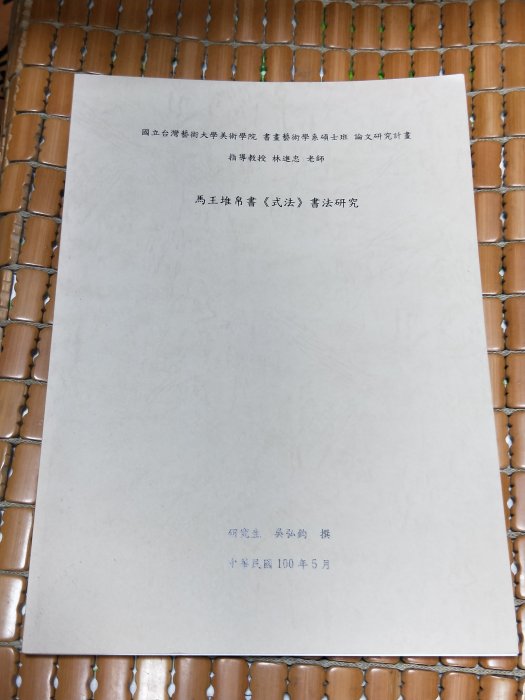 國立台灣藝術大學美術學院 書畫藝術學系碩士班 論文研究計畫
指導教授 林進忠 老師
馬王堆帛書《式法》書法研究
研究生 吳弘鈞 撰
中華民國 100 年 5 月